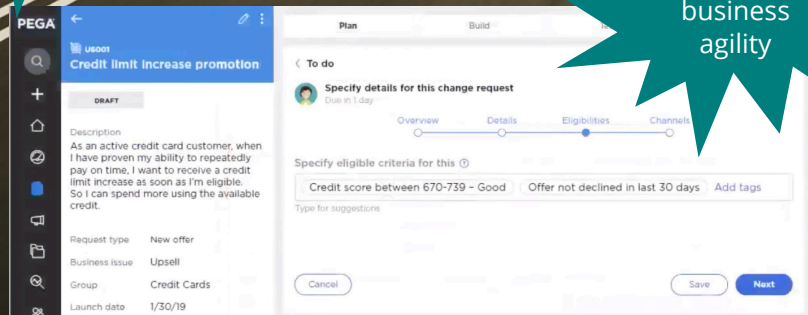 business
agility
PEGA
US001
Credit limit increase promotion
DRAFT
Description
As an active credit card customer, when
I have proven my ability to repeatedly
pay on time, I want to receive a credit
limit increase as soon as I'm eligible.
So I can spend more using the available
credit.
Request type New offer
Business issue Upsell
Group Credit Cards
Launch date 1/30/19
Plan Build
To do
Specify details for this change request
Due in 1 day
Overview Details Eligibilities Channels
Specify eligible criteria for this
Credit score between 670-739 – Good Offer not declined in last 30 days Add tags
Type for suggestions
Cancel Save Next